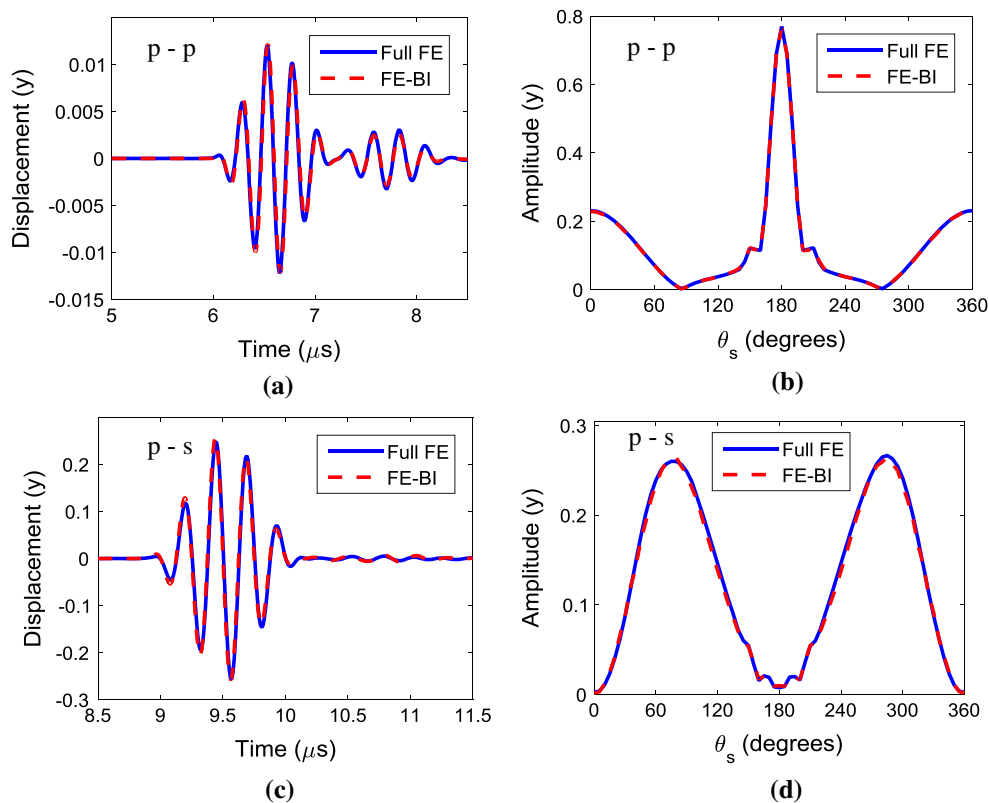 p - p
Full FE
FE-BI
Displacement (y)
0.01
0.005
0
-0.005
-0.01
-0.015
5
6
7
8
Time (μs)
(a)
p - p
Full FE
FE-BI
Amplitude (y)
0.8
0.6
0.4
0.2
0
0
60
120
180
240
300
360
θs (degrees)
(b)
p - s
Full FE
FE-BI
Displacement (y)
0.2
0.1
0
-0.1
-0.2
-0.3
8.5
9
9.5
10
10.5
11
11.5
Time (μs)
(c)
p - s
Full FE
FE-BI
Amplitude (y)
0.3
0.2
0.1
0
0
60
120
180
240
300
360
θs (degrees)
(d)